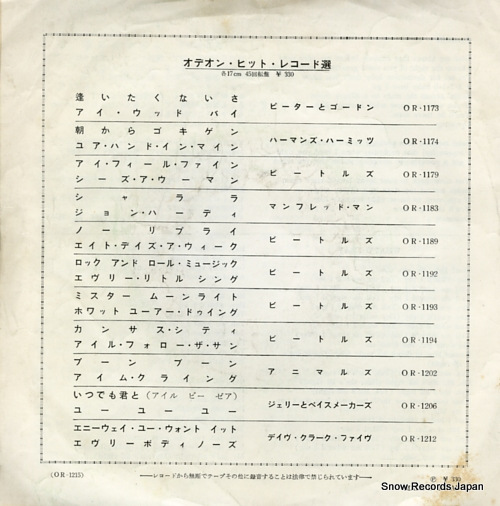 オデオン・ヒット・レコード選
各17cm 45回転盤 ¥ 330
逢いたくないさ
アイ・ウッド バイ
ピーターとゴードン OR・1173
朝からゴキゲン
ユア・ハンド・イン・マイン
ハーマンズ・ハーミッツ OR・1174
アイ・フィール・ファイン
シーズ・ア・ウーマン
ビートルズ OR・1179
シャララ
ジョン・ハーディ
マンフレッド・マン OR・1183
ノー リプライ
エイト・デイズ・ア・ウィーク
ビートルズ OR・1189
ロック アンド ロール・ミュージック
エヴリー・リトル シング
ビートルズ OR・1192
ミスター ムーンライト
ホワット ユーアー・ドゥイング
ビートルズ OR・1193
カンサス・シティ
アイル・フォロー・ザ・サン
ビートルズ OR・1194
ブーン ブーン
アイム・クライング
アニマルズ OR・1202
いつでも君と(アイル ビー ゼア)
ユーユーユー
ジェリーとペイスメーカーズ OR・1206
エニーウェイ・ユー・ウォント イット
エヴリーボディノーズ
デイヴ・クラーク・ファイヴ OR・1212
(OR-1215)
レコードから無断でテープその他に録音することは法律で禁じられています
Ⓟ ¥ 330
Snow Records Japan